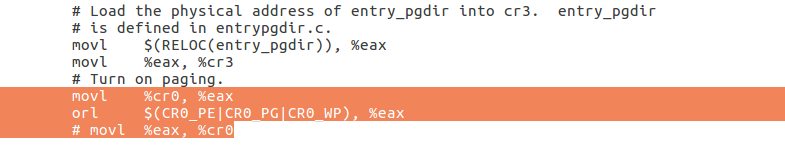 # Load the physical address of entry_pgdir into cr3.  entry_pgdir
# is defined in entrypgdir.c.
movl    $(RELOC(entry_pgdir)), %eax
movl    %eax, %cr3
# Turn on paging.
movl    %cr0, %eax
orl     $(CR0_PE|CR0_PG|CR0_WP), %eax
# movl  %eax, %cr0